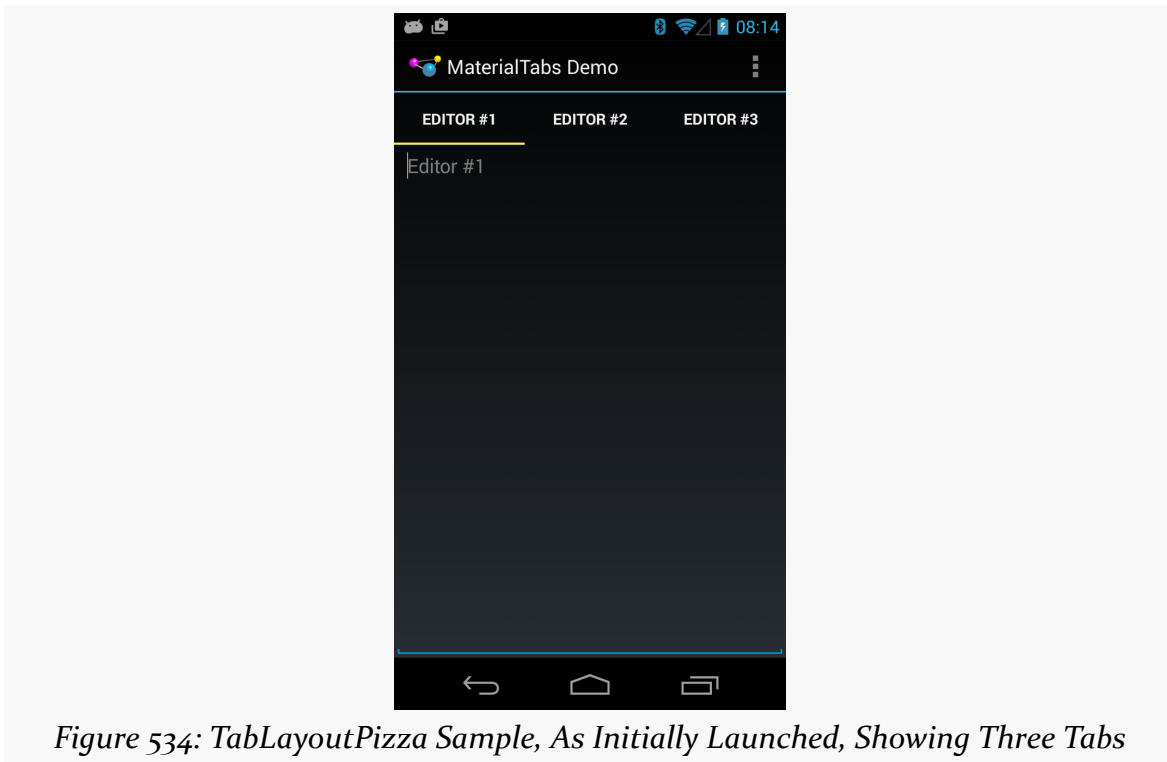 08:14
MaterialTabs Demo
EDITOR #1 EDITOR #2 EDITOR #3
Editor #1
Figure 534: TabLayoutPizza Sample, As Initially Launched, Showing Three Tabs